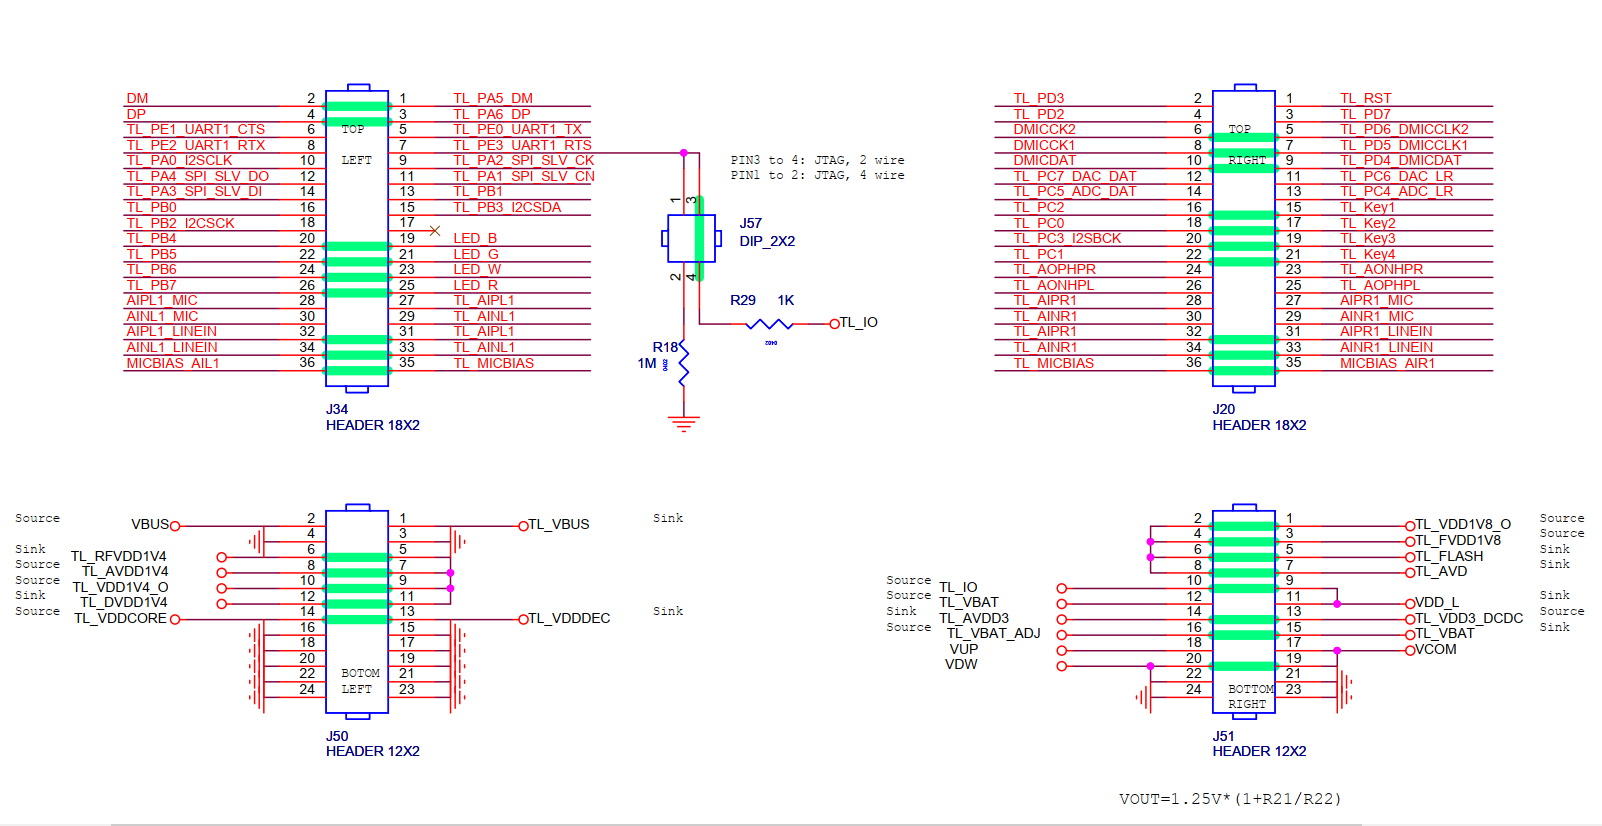 DM 2 1 TL_PA5_DM
DP 4 3 TL_PA6_DP
TL_PE1_UART1_CTS 6 TOP 5 TL_PE0_UART1_TX
TL_PE2_UART1_RTX 8 7 TL_PE3_UART1_RTS
TL_PA0_I2SCLK 10 LEFT 9 TL_PA2_SPI_SLV_CK
TL_PA4_SPI_SLV_DO 12 11 TL_PA1_SPI_SLV_CN
TL_PA3_SPI_SLV_DI 14 13 TL_PB1
TL_PB0 16 15 TL_PB3_I2CSDA
TL_PB2_I2CSCK 18 17
TL_PB4 20 19 LED_B
TL_PB5 22 21 LED_G
TL_PB6 24 23 LED_W
TL_PB7 26 25 LED_R
AIPL1_MIC 28 27 TL_AIPL1
AINL1_MIC 30 29 TL_AINL1
AIPL1_LINEIN 32 31 TL_AIPL1
AINL1_LINEIN 34 33 TL_AINL1
MICBIAS_AIL1 36 35 TL_MICBIAS
J34
HEADER 18X2
PIN3 to 4: JTAG, 2 wire
PIN1 to 2: JTAG, 4 wire
1 3
J57
DIP_2X2
2 4
R29 1K
TL_IO
0402
R18
1M
0402
TL_PD3 2 1 TL_RST
TL_PD2 4 3 TL_PD7
DMICCK2 6 TOP 5 TL_PD6_DMICCLK2
DMICCK1 8 7 TL_PD5_DMICCLK1
DMICDAT 10 RIGHT 9 TL_PD4_DMICDAT
TL_PC7_DAC_DAT 12 11 TL_PC6_DAC_LR
TL_PC5_ADC_DAT 14 13 TL_PC4_ADC_LR
TL_PC2 16 15 TL_Key1
TL_PC0 18 17 TL_Key2
TL_PC3_I2SBCK 20 19 TL_Key3
TL_PC1 22 21 TL_Key4
TL_AOPHPR 24 23 TL_AONHPR
TL_AONHPL 26 25 TL_AOPHPL
TL_AIPR1 28 27 AIPR1_MIC
TL_AINR1 30 29 AINR1_MIC
TL_AIPR1 32 31 AIPR1_LINEIN
TL_AINR1 34 33 AINR1_LINEIN
TL_MICBIAS 36 35 MICBIAS_AIR1
J20
HEADER 18X2
Source VBUS 2 1 TL_VBUS Sink
4 3
Sink TL_RFVDD1V4 6 5
Source TL_AVDD1V4 8 7
Source TL_VDD1V4_O 10 9
Sink TL_DVDD1V4 12 11
Source TL_VDDCORE 14 13 TL_VDDDEC Sink
16 15
18 17
20 19
22 BOTOM 21
24 LEFT 23
J50
HEADER 12X2
2 1 TL_VDD1V8_O Source
4 3 TL_FVDD1V8 Source
6 5 TL_FLASH Sink
8 7 TL_AVD Sink
Source TL_IO 10 9
Source TL_VBAT 12 11 VDD_L Sink
Sink TL_AVDD3 14 13 TL_VDD3_DCDC Source
Source TL_VBAT_ADJ 16 15 TL_VBAT Sink
VUP 18 17 VCOM
VDW 20 19
22 21
24 BOTTOM 23
RIGHT
J51
HEADER 12X2
VOUT=1.25V*(1+R21/R22)